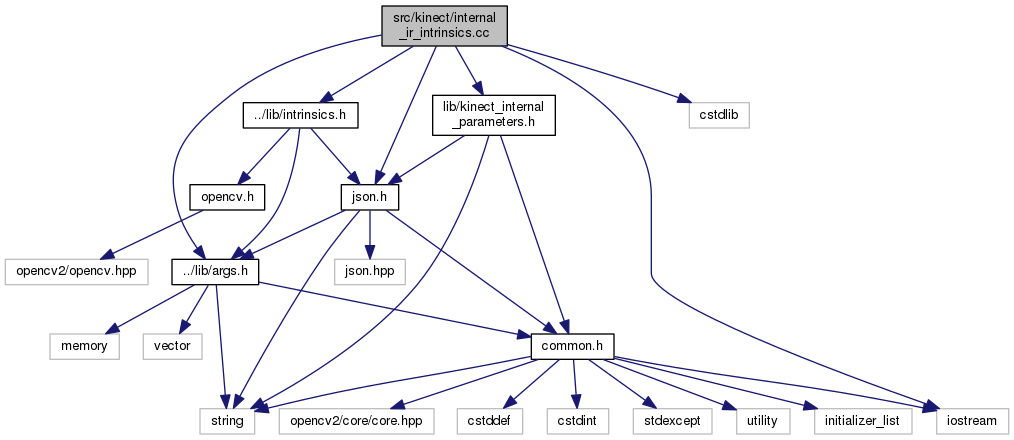 src/kinect/internal
_ir_intrinsics.cc
../lib/intrinsics.h
lib/kinect_internal
_parameters.h
cstdlib
opencv.h
json.h
opencv2/opencv.hpp
../lib/args.h
json.hpp
memory
vector
common.h
string
opencv2/core/core.hpp
cstddef
cstdint
stdexcept
utility
initializer_list
iostream